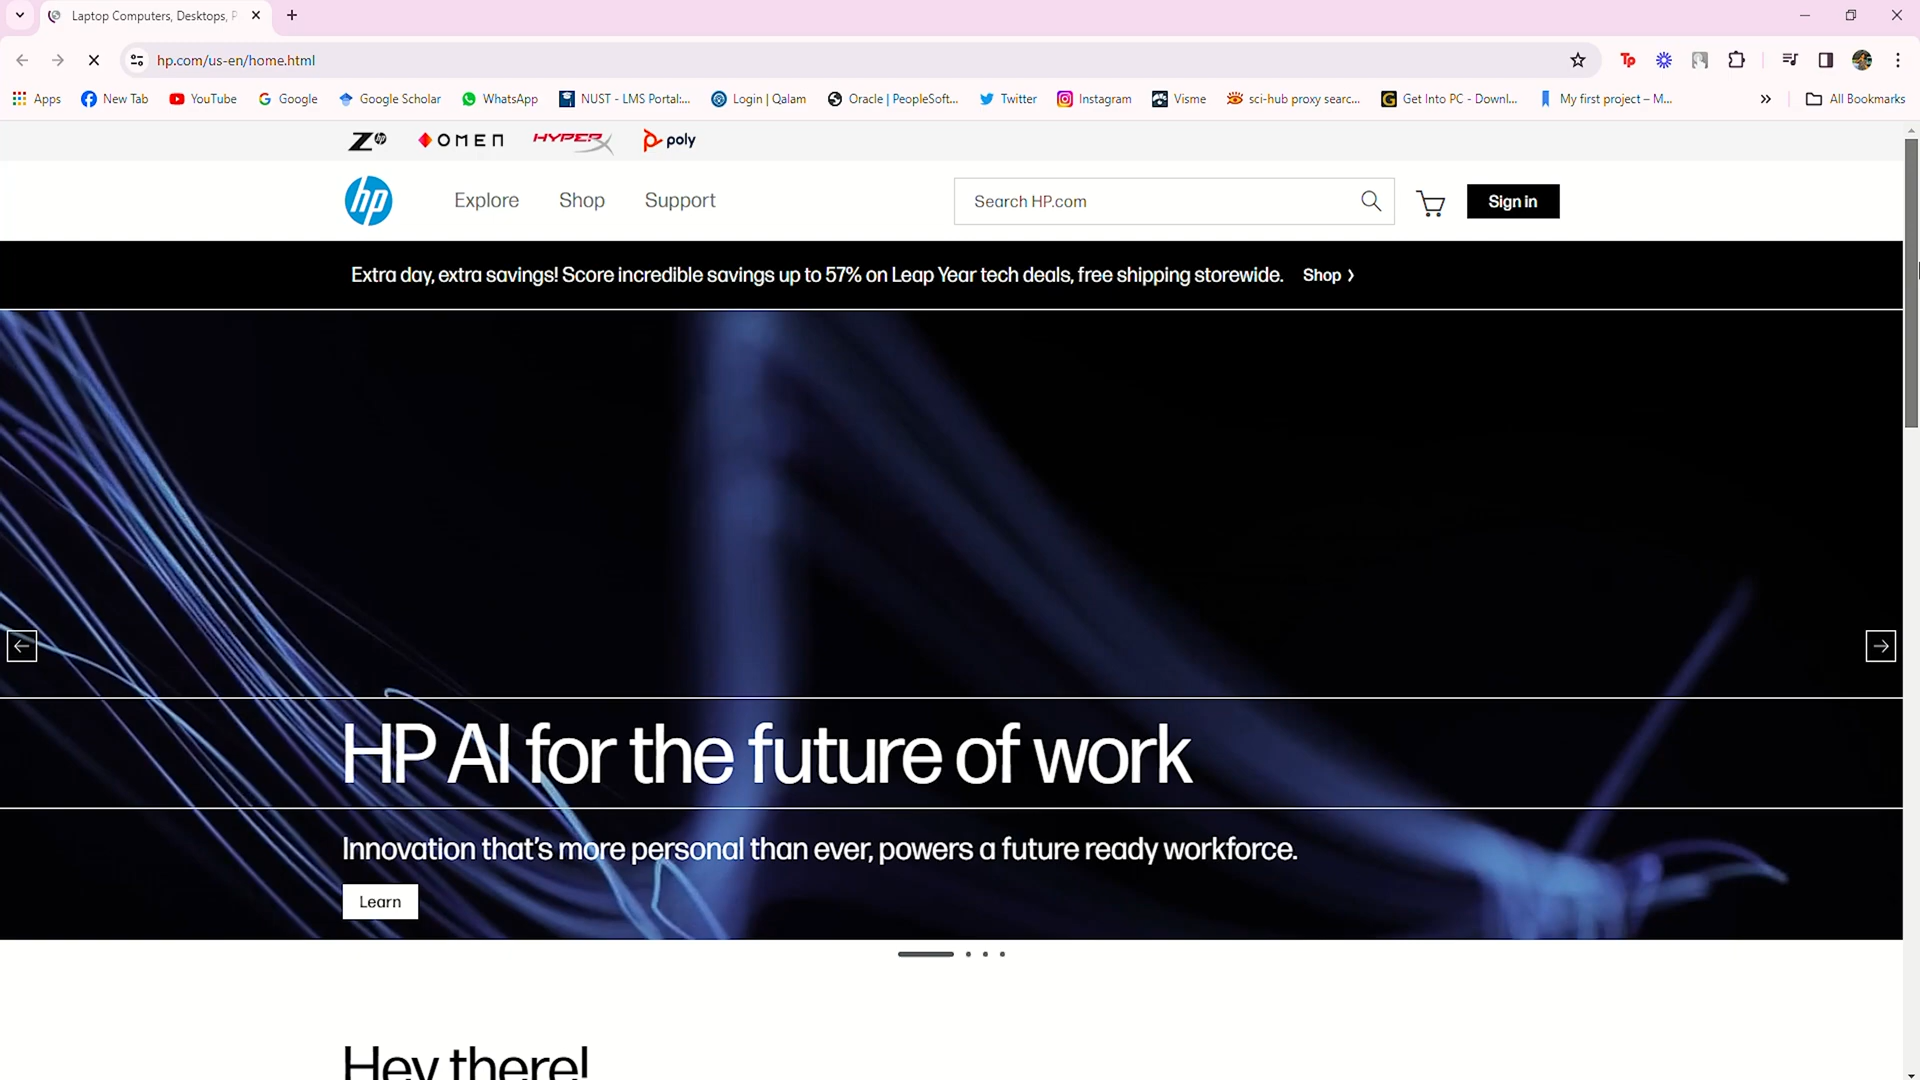 Laptop Computers, Desktops, P
hp.com/us-en/home.html
Tp
Apps New Tab YouTube Google Google Scholar WhatsApp NUST - LMS Portal:... Login | Qalam Oracle | PeopleSoft... Twitter Instagram Visme sci-hub proxy searc... Get Into PC - Downl... My first project – M... » All Bookmarks
Z hp OMEN HYPERX poly
hp Explore Shop Support Search HP.com Sign in
Extra day, extra savings! Score incredible savings up to 57% on Leap Year tech deals, free shipping storewide. Shop ›
HP AI for the future of work
Innovation that's more personal than ever, powers a future ready workforce.
Learn
Hey there!